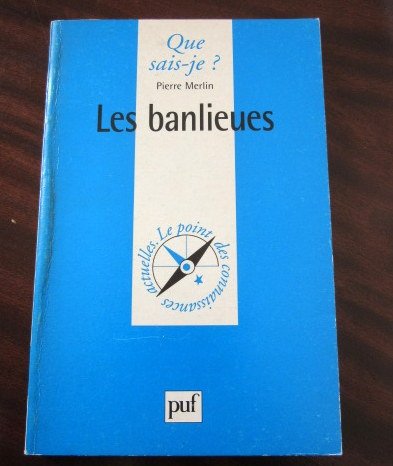 Que
sais-je ?
Pierre Merlin
Les banlieues
Le point des connaissances actuelles.
puf